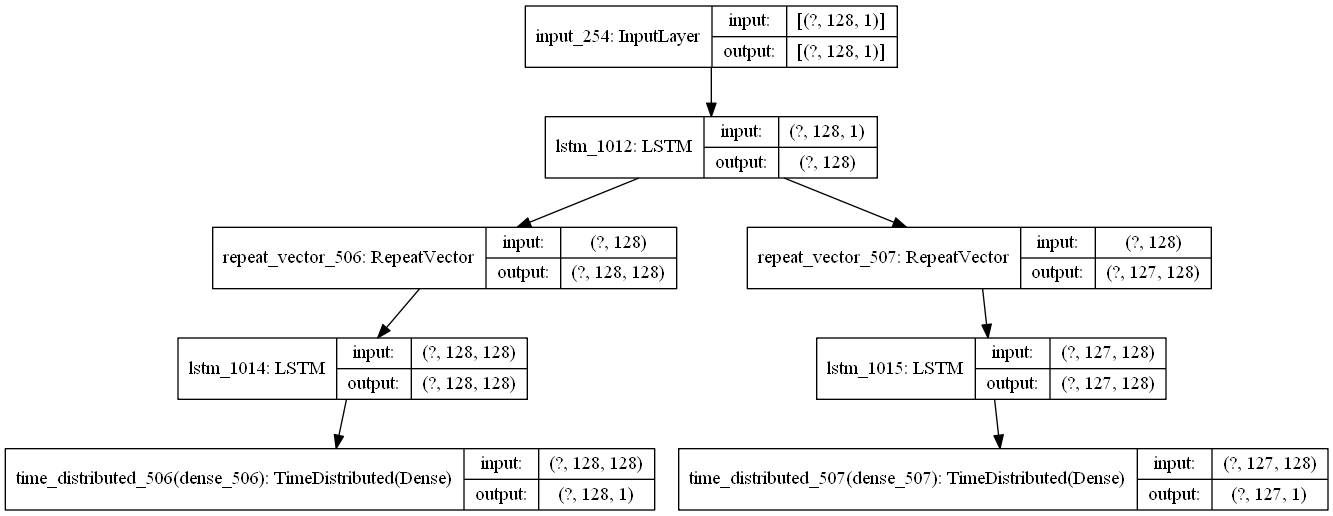 input_254: InputLayer
input: [(?, 128, 1)]
output: [(?, 128, 1)]
lstm_1012: LSTM
input: (?, 128, 1)
output: (?, 128)
repeat_vector_506: RepeatVector
input: (?, 128)
output: (?, 128, 128)
repeat_vector_507: RepeatVector
input: (?, 128)
output: (?, 127, 128)
lstm_1014: LSTM
input: (?, 128, 128)
output: (?, 128, 128)
lstm_1015: LSTM
input: (?, 127, 128)
output: (?, 127, 128)
time_distributed_506(dense_506): TimeDistributed(Dense)
input: (?, 128, 128)
output: (?, 128, 1)
time_distributed_507(dense_507): TimeDistributed(Dense)
input: (?, 127, 128)
output: (?, 127, 1)